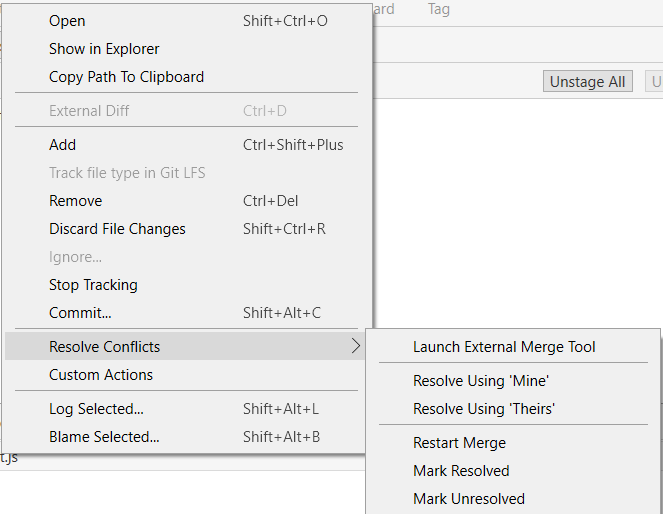 Open Shift+Ctrl+O
Tag
Show in Explorer
Copy Path To Clipboard
Unstage All
External Diff Ctrl+D
Add Ctrl+Shift+Plus
Track file type in Git LFS
Remove Ctrl+Del
Discard File Changes Shift+Ctrl+R
Ignore...
Stop Tracking
Commit... Shift+Alt+C
Resolve Conflicts
Custom Actions
Log Selected... Shift+Alt+L
Blame Selected... Shift+Alt+B
t.js
Launch External Merge Tool
Resolve Using 'Mine'
Resolve Using 'Theirs'
Restart Merge
Mark Resolved
Mark Unresolved